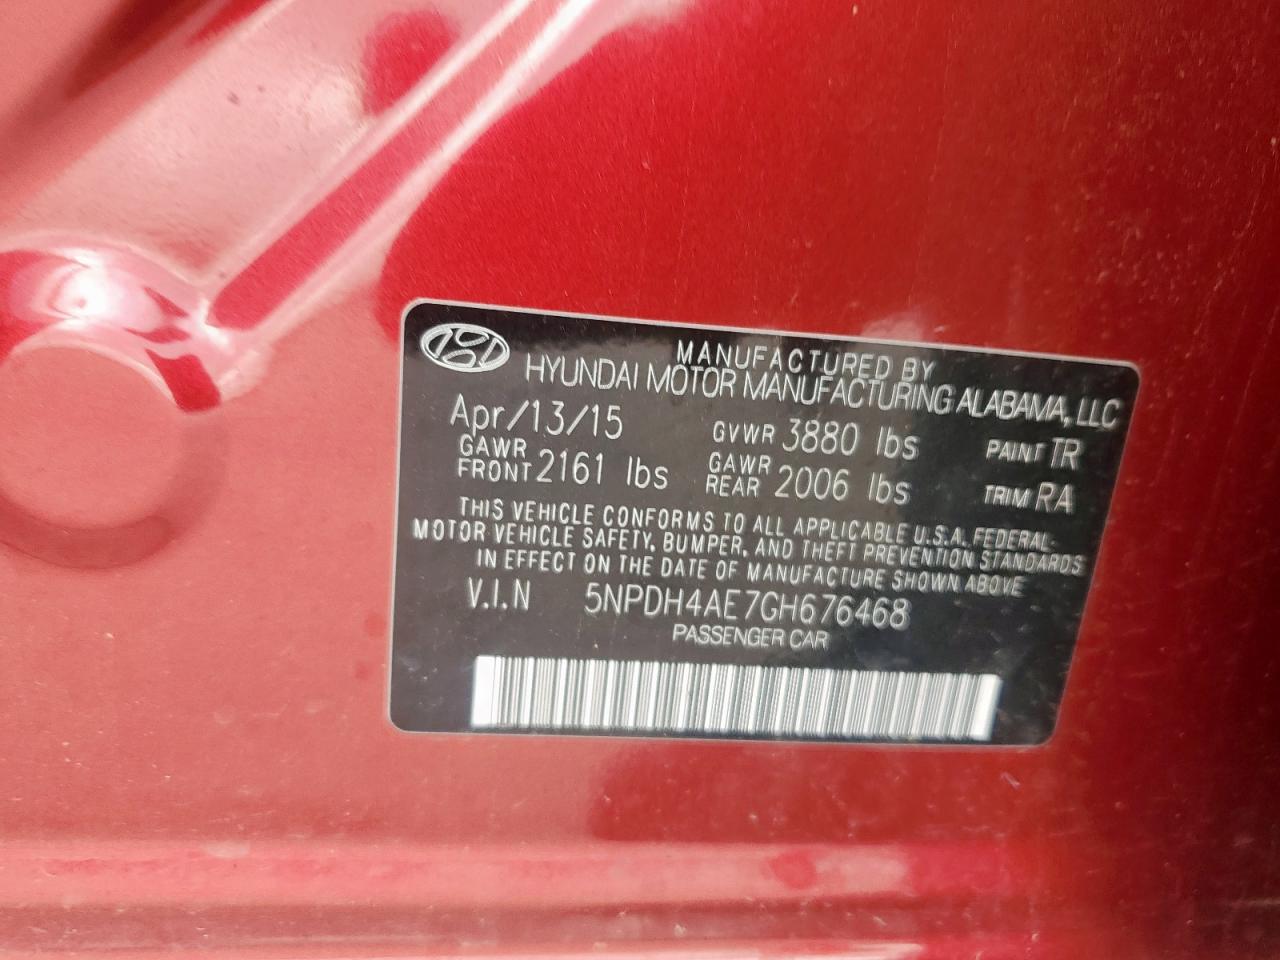 MANUFACTURED BY
HYUNDAI MOTOR MANUFACTURING ALABAMA, LLC
Apr/13/15 GVWR 3880 lbs PAINT TR
GAWR FRONT 2161 lbs GAWR REAR 2006 lbs TRIM RA
THIS VEHICLE CONFORMS TO ALL APPLICABLE U.S.A. FEDERAL
MOTOR VEHICLE SAFETY, BUMPER, AND THEFT PREVENTION STANDARDS
IN EFFECT ON THE DATE OF MANUFACTURE SHOWN ABOVE
V.I.N 5NPDH4AE7GH676468
PASSENGER CAR